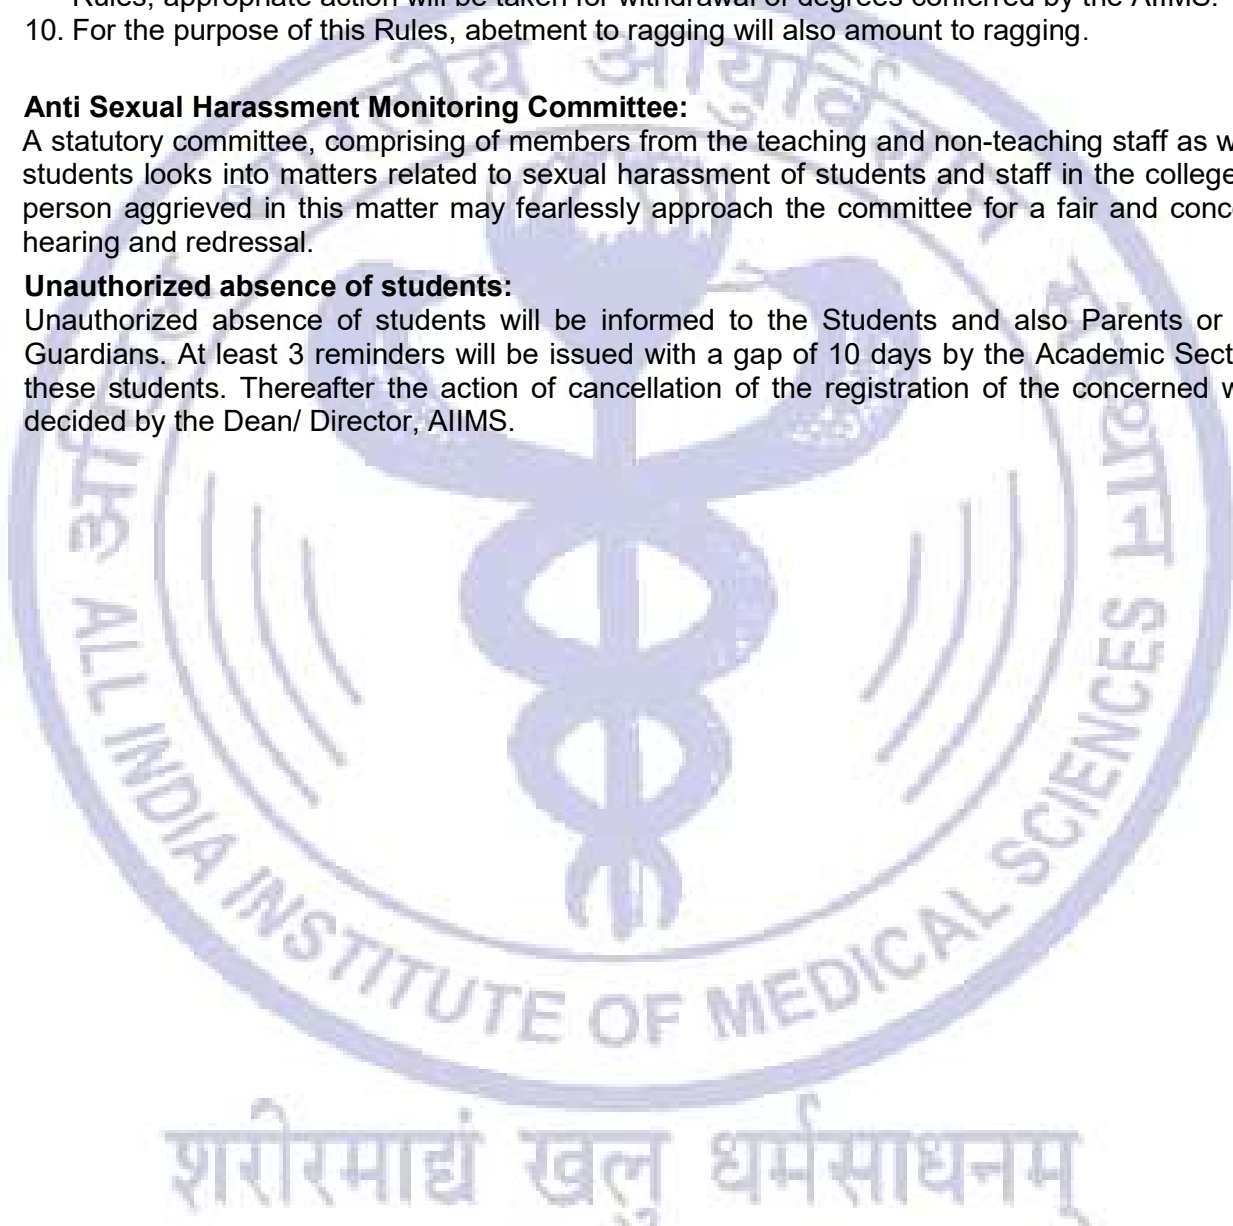 Rules, appropriate action will be taken for withdrawal of degrees conferred by the AIIMS.
10. For the purpose of this Rules, abetment to ragging will also amount to ragging.
Anti Sexual Harassment Monitoring Committee:
A statutory committee, comprising of members from the teaching and non-teaching staff as w
students looks into matters related to sexual harassment of students and staff in the college
person aggrieved in this matter may fearlessly approach the committee for a fair and conc
hearing and redressal.
Unauthorized absence of students:
Unauthorized absence of students will be informed to the Students and also Parents or
Guardians. At least 3 reminders will be issued with a gap of 10 days by the Academic Sect
these students. Thereafter the action of cancellation of the registration of the concerned w
decided by the Dean/ Director, AIIMS.
अखिल भारतीय आयुर्विज्ञान संस्थान
ALL INDIA INSTITUTE OF MEDICAL SCIENCES
शरीरमाद्यं खलु धर्मसाधनम्